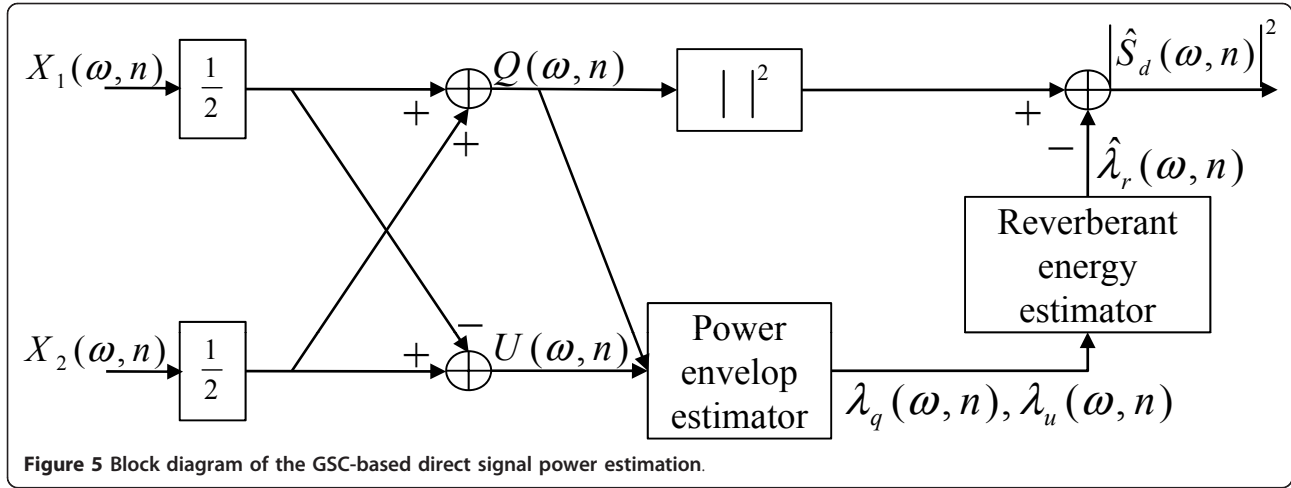 X₁(ω,n)
1/2
+
+
Q(ω,n)
| |²
+
−
|Ŝ_d(ω,n)|²
λ̂_r(ω,n)
Reverberant
energy
estimator
X₂(ω,n)
1/2
−
+
U(ω,n)
Power
envelop
estimator
λ_q(ω,n), λ_u(ω,n)
Figure 5 Block diagram of the GSC-based direct signal power estimation.